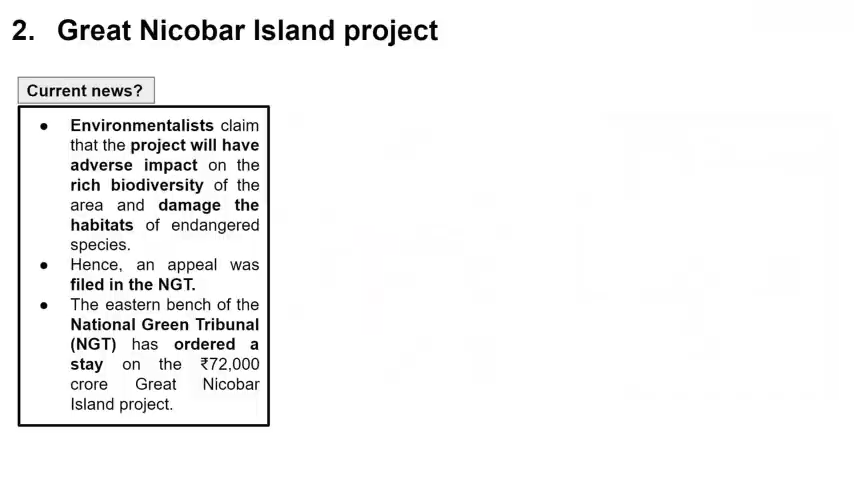 2. Great Nicobar Island project
Current news?
● Environmentalists claim
that the project will have
adverse impact on the
rich biodiversity of the
area and damage the
habitats of endangered
species.
● Hence, an appeal was
filed in the NGT.
● The eastern bench of the
National Green Tribunal
(NGT) has ordered a
stay on the ₹72,000
crore Great Nicobar
Island project.